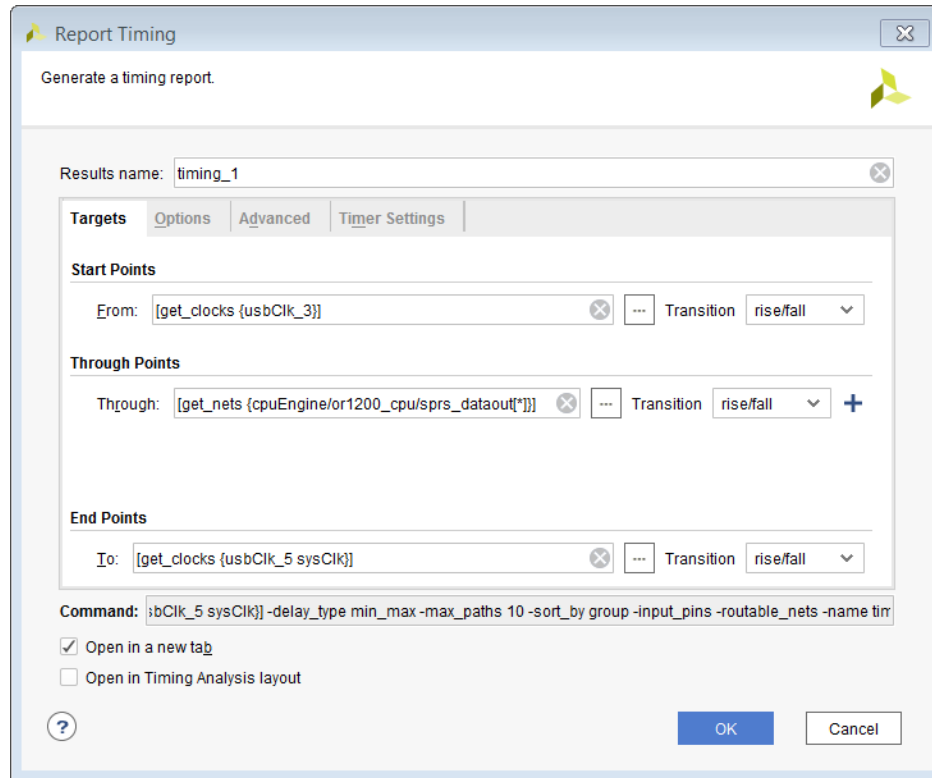 Report Timing
Generate a timing report.
Results name: timing_1
Targets Options Advanced Timer Settings
Start Points
From: [get_clocks {usbClk_3}] ... Transition rise/fall
Through Points
Through: [get_nets {cpuEngine/or1200_cpu/sprs_dataout[*]}] ... Transition rise/fall
End Points
To: [get_clocks {usbClk_5 sysClk}] ... Transition rise/fall
Command: sbClk_5 sysClk}] -delay_type min_max -max_paths 10 -sort_by group -input_pins -routable_nets -name tim
Open in a new tab
Open in Timing Analysis layout
? OK Cancel